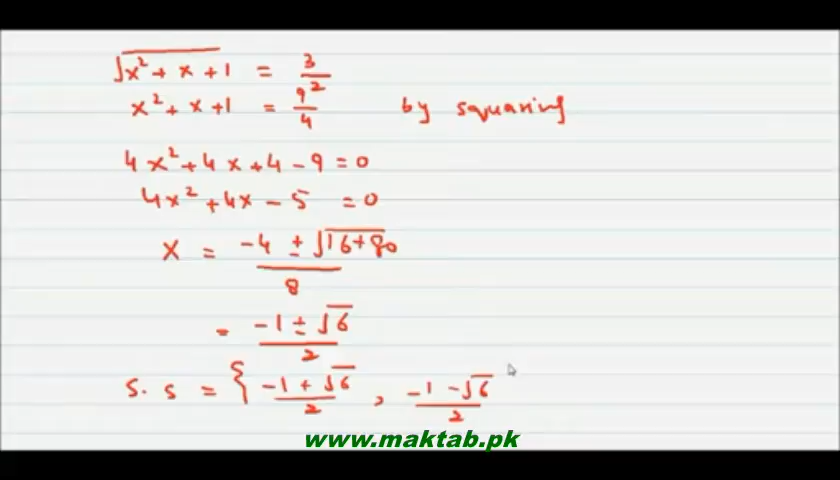 √(x² + x + 1) = 3/2
x² + x + 1 = 9/4 by squaring
4x² + 4x + 4 - 9 = 0
4x² + 4x - 5 = 0
x = (-4 ± √(16 + 80))/8
= (-1 ± √6)/2
S.S = { (-1 + √6)/2 , (-1 - √6)/2
www.maktab.pk